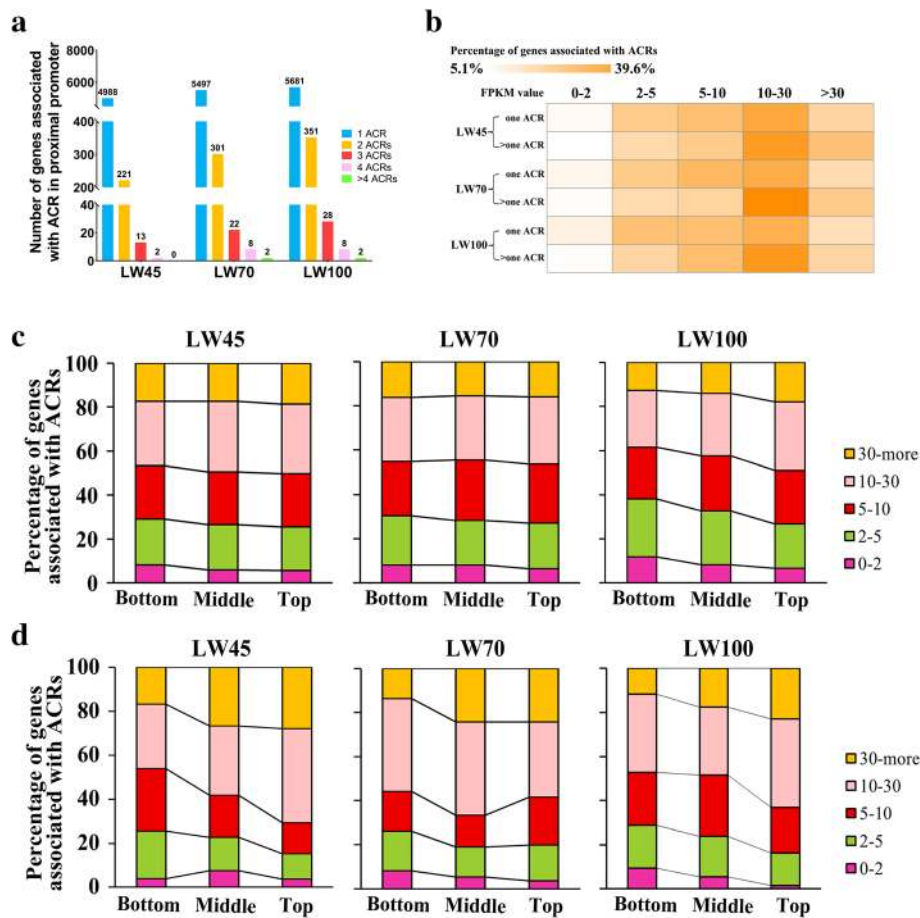 a
Number of genes associated
with ACR in proximal promoter
8000
6000
400
300
200
40
20
0
4988
221
13
2
0
5497
301
22
8
2
5681
351
28
8
2
LW45
LW70
LW100
1 ACR
2 ACRs
3 ACRs
4 ACRs
>4 ACRs
b
Percentage of genes associated with ACRs
5.1%
39.6%
FPKM value 0-2 2-5 5-10 10-30 >30
LW45
one ACR
>one ACR
LW70
one ACR
>one ACR
LW100
one ACR
>one ACR
c
Percentage of genes
associated with ACRs
100
80
60
40
20
0
LW45
Bottom Middle Top
LW70
Bottom Middle Top
LW100
Bottom Middle Top
30-more
10-30
5-10
2-5
0-2
d
Percentage of genes
associated with ACRs
100
80
60
40
20
0
LW45
Bottom Middle Top
LW70
Bottom Middle Top
LW100
Bottom Middle Top
30-more
10-30
5-10
2-5
0-2